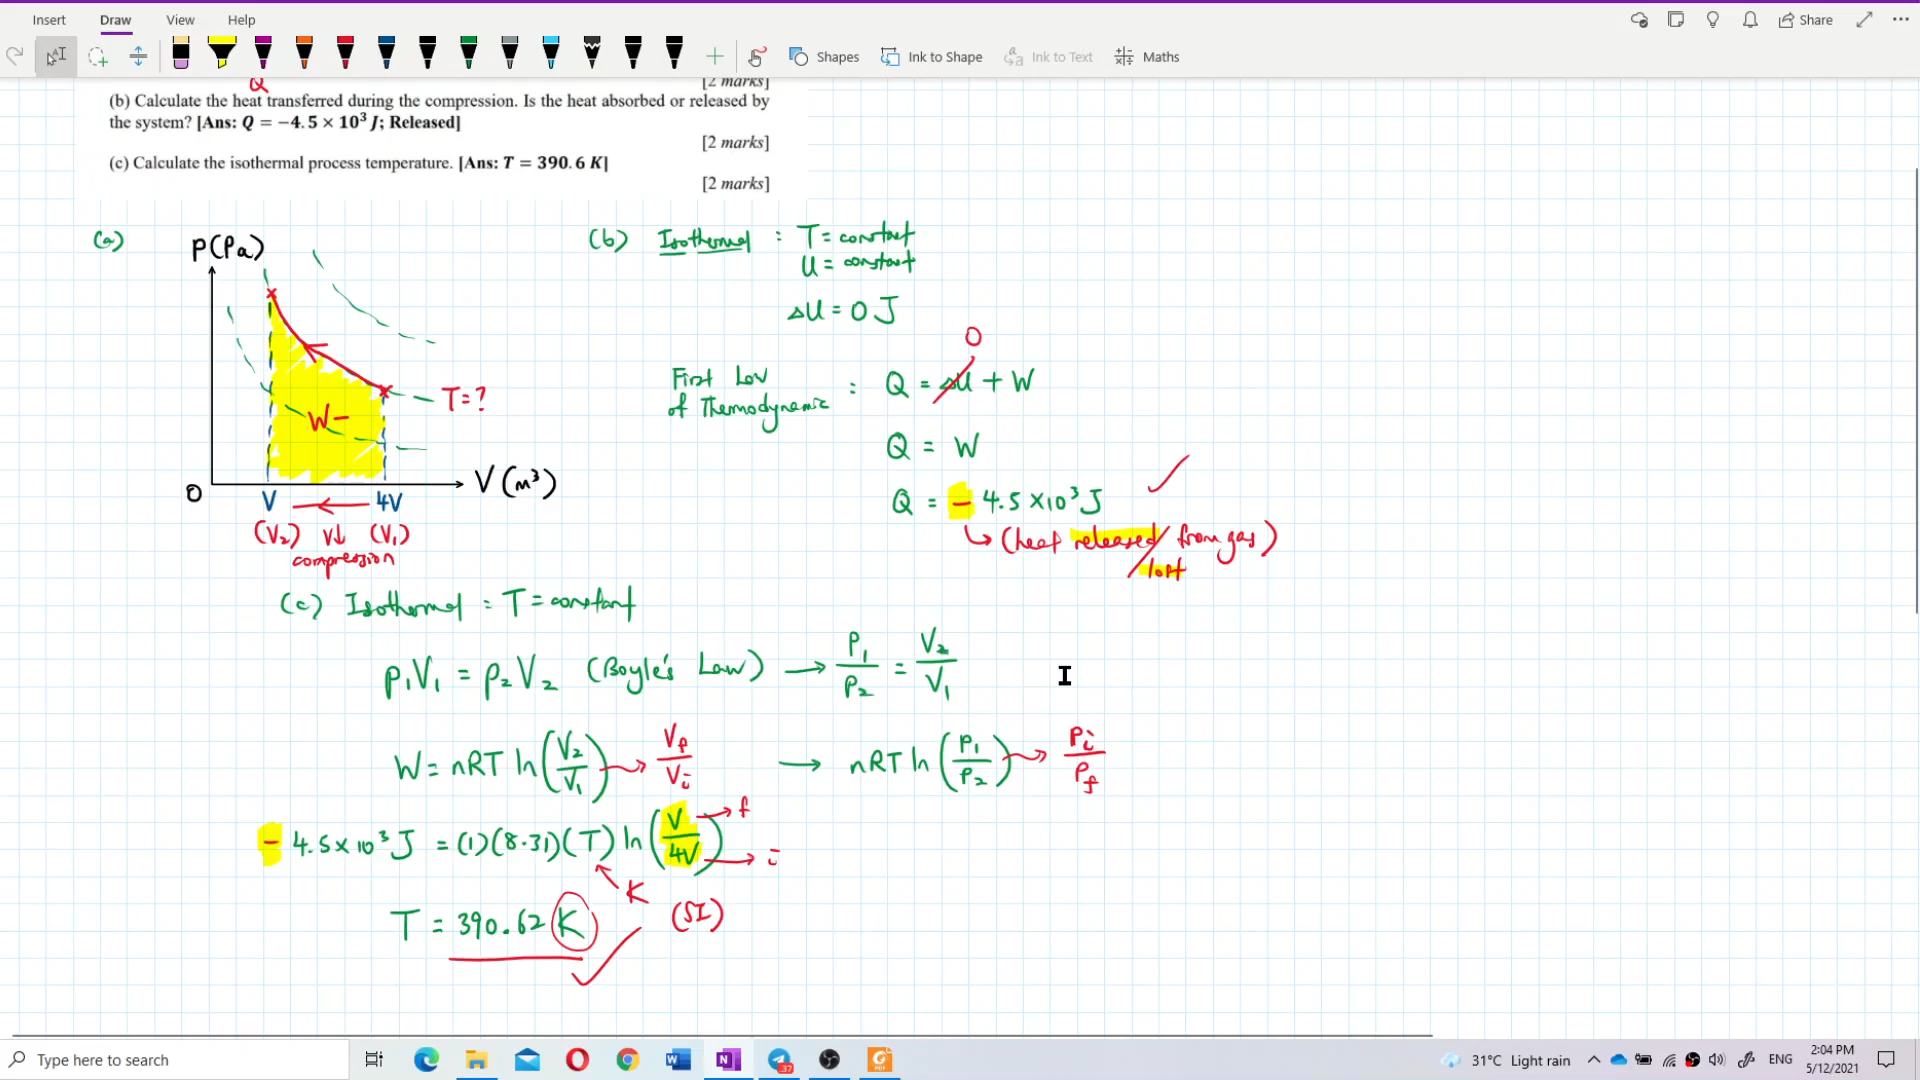 Insert Draw View Help Share
Shapes Ink to Shape Ink to Text Maths
Q
[2 marks]
(b) Calculate the heat transferred during the compression. Is the heat absorbed or released by
the system? [Ans: Q = −4.5 × 10³ J; Released]
[2 marks]
(c) Calculate the isothermal process temperature. [Ans: T = 390.6 K]
[2 marks]
(a)
P(Pa)
T=?
W−
O
V (m³)
V 4V
(V₂) V↓ (V₁)
compression
(b) Isothermal : T = constant
U = constant
ΔU = 0 J
0
First Law
of Thermodynamic
: Q = ΔU + W
Q = W
Q = − 4.5 ×10³ J
(heat released/ from gas)
/lost
(c) Isothermal : T = constant
P₁V₁ = P₂V₂ (Boyle's Law) → P₁/P₂ = V₂/V₁
W = nRT ln(V₂/V₁) → Vf/Vi → nRT ln(P₁/P₂) → Pi/Pf
− 4.5 × 10³ J = (1)(8.31)(T) ln(V/4V) → f → i
K
T = 390.62 K (SI)
Type here to search
37
31°C Light rain
ENG
2:04 PM
5/12/2021